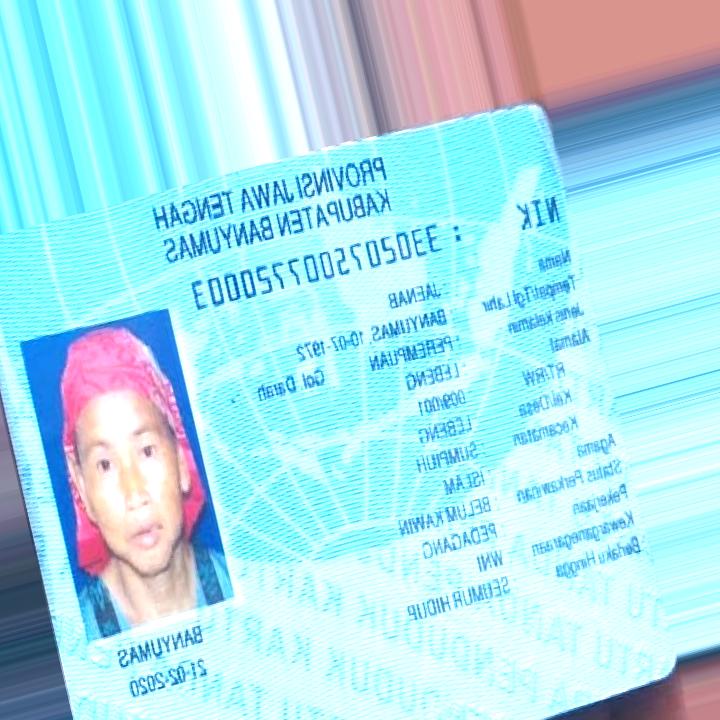 PROVINSI JAWA TENGAH
KABUPATEN BANYUMAS
NIK : 3302025007720003
Nama JAENAB
Tempat/Tgl Lahir BANYUMAS, 10-07-1972
Jenis Kelamin : PEREMPUAN Gol. Darah : -
Alamat : LEBENG
RT/RW 009/001
Kel/Desa LEBENG
Kecamatan SUMPIUH
Agama : ISLAM
Status Perkawinan : BELUM KAWIN
Pekerjaan : PEDAGANG
Kewarganegaraan : WNI
Berlaku Hingga SEUMUR HIDUP
BANYUMAS
21-02-2020